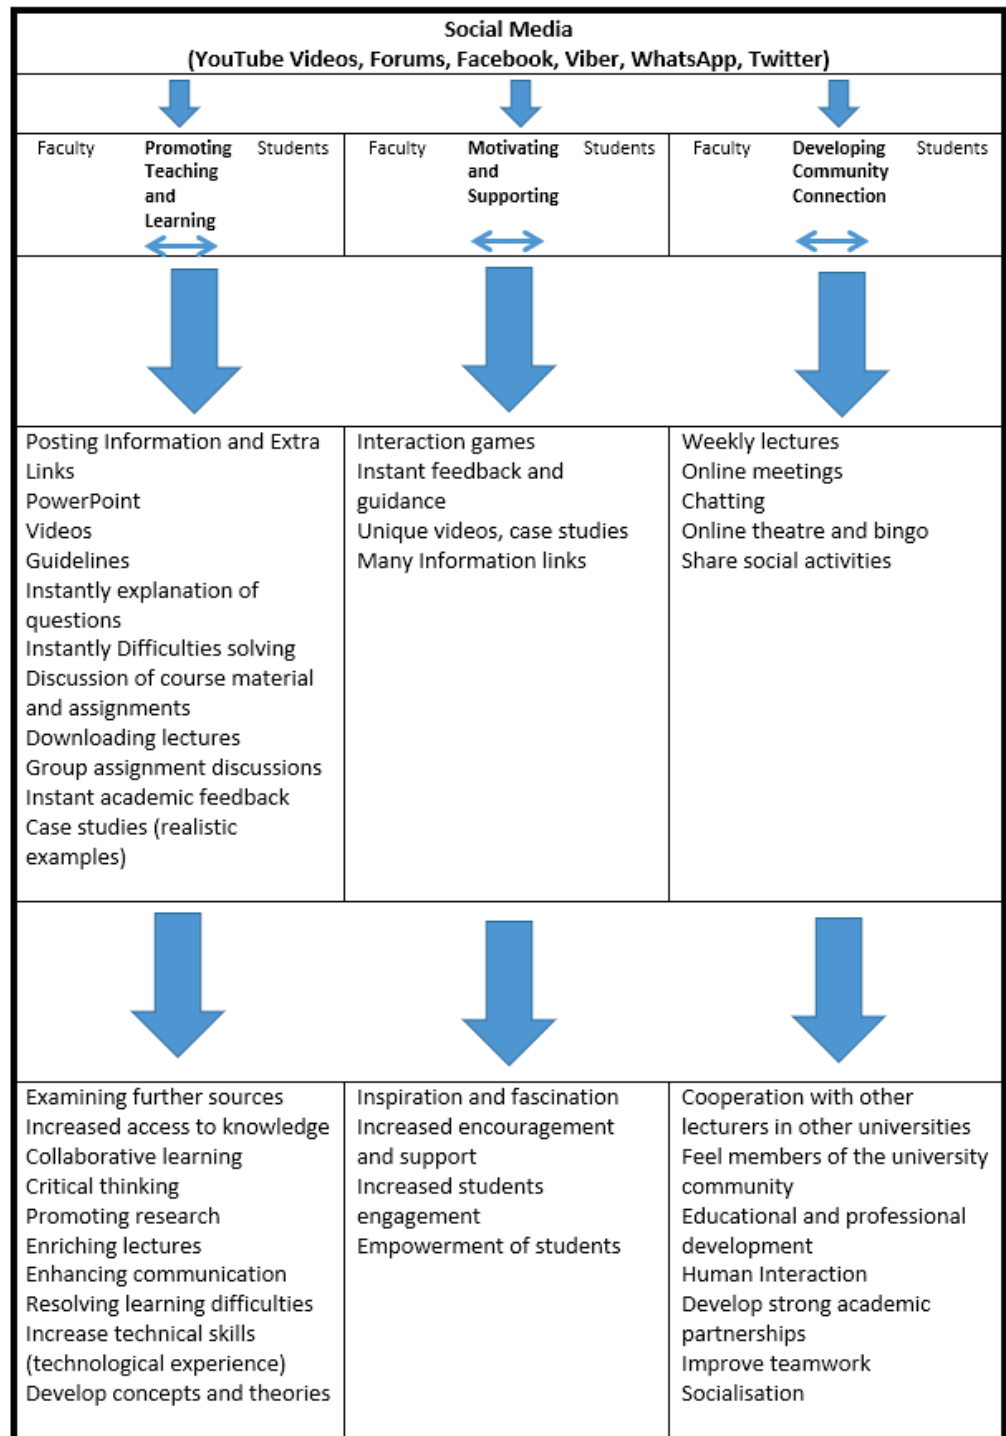 Social Media
(YouTube Videos, Forums, Facebook, Viber, WhatsApp, Twitter)
Faculty
Promoting
Teaching
and
Learning
Students
Faculty
Motivating
and
Supporting
Students
Faculty
Developing
Community
Connection
Students
Posting Information and Extra
Links
PowerPoint
Videos
Guidelines
Instantly explanation of
questions
Instantly Difficulties solving
Discussion of course material
and assignments
Downloading lectures
Group assignment discussions
Instant academic feedback
Case studies (realistic
examples)
Interaction games
Instant feedback and
guidance
Unique videos, case studies
Many Information links
Weekly lectures
Online meetings
Chatting
Online theatre and bingo
Share social activities
Examining further sources
Increased access to knowledge
Collaborative learning
Critical thinking
Promoting research
Enriching lectures
Enhancing communication
Resolving learning difficulties
Increase technical skills
(technological experience)
Develop concepts and theories
Inspiration and fascination
Increased encouragement
and support
Increased students
engagement
Empowerment of students
Cooperation with other
lecturers in other universities
Feel members of the university
community
Educational and professional
development
Human Interaction
Develop strong academic
partnerships
Improve teamwork
Socialisation